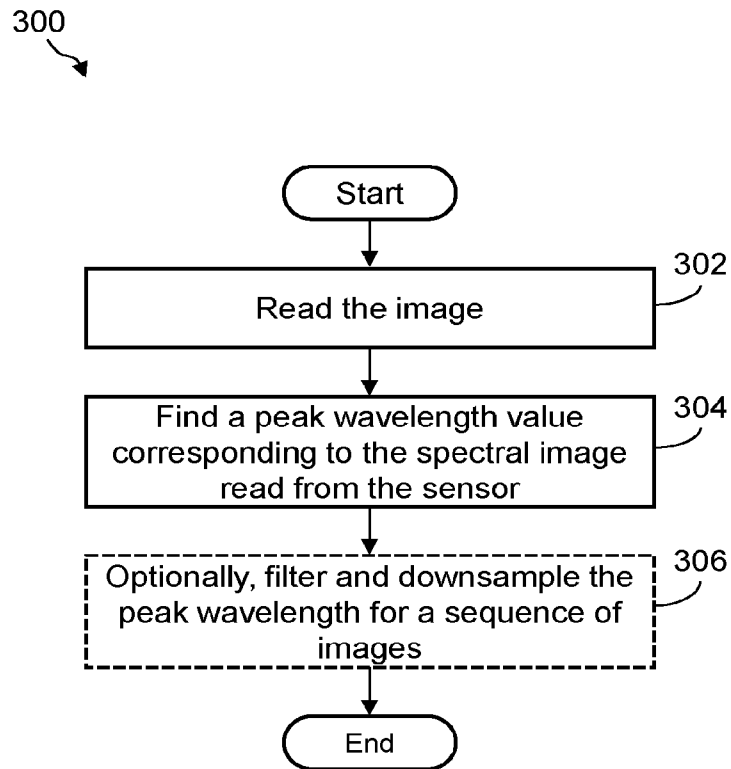 300
Start
302
Read the image
304
Find a peak wavelength value
corresponding to the spectral image
read from the sensor
306
Optionally, filter and downsample the
peak wavelength for a sequence of
images
End